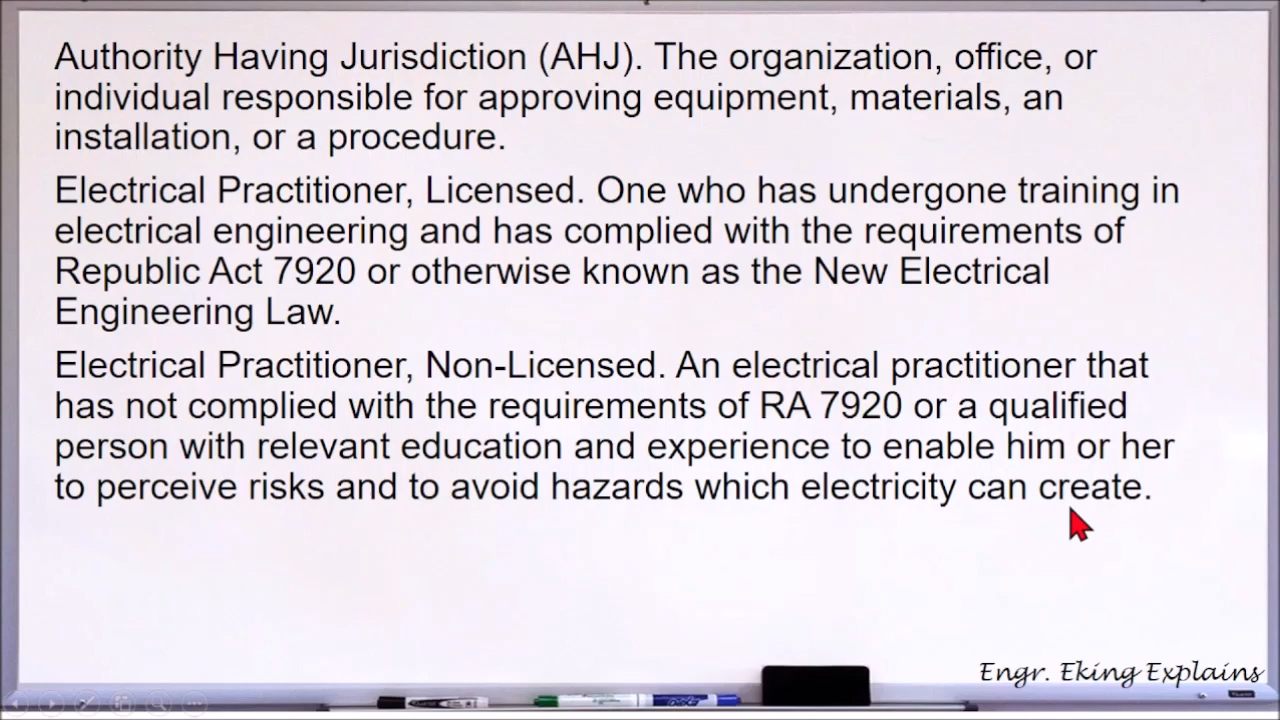 Authority Having Jurisdiction (AHJ). The organization, office, or
individual responsible for approving equipment, materials, an
installation, or a procedure.
Electrical Practitioner, Licensed. One who has undergone training in
electrical engineering and has complied with the requirements of
Republic Act 7920 or otherwise known as the New Electrical
Engineering Law.
Electrical Practitioner, Non-Licensed. An electrical practitioner that
has not complied with the requirements of RA 7920 or a qualified
person with relevant education and experience to enable him or her
to perceive risks and to avoid hazards which electricity can create.
Engr. Eking Explains